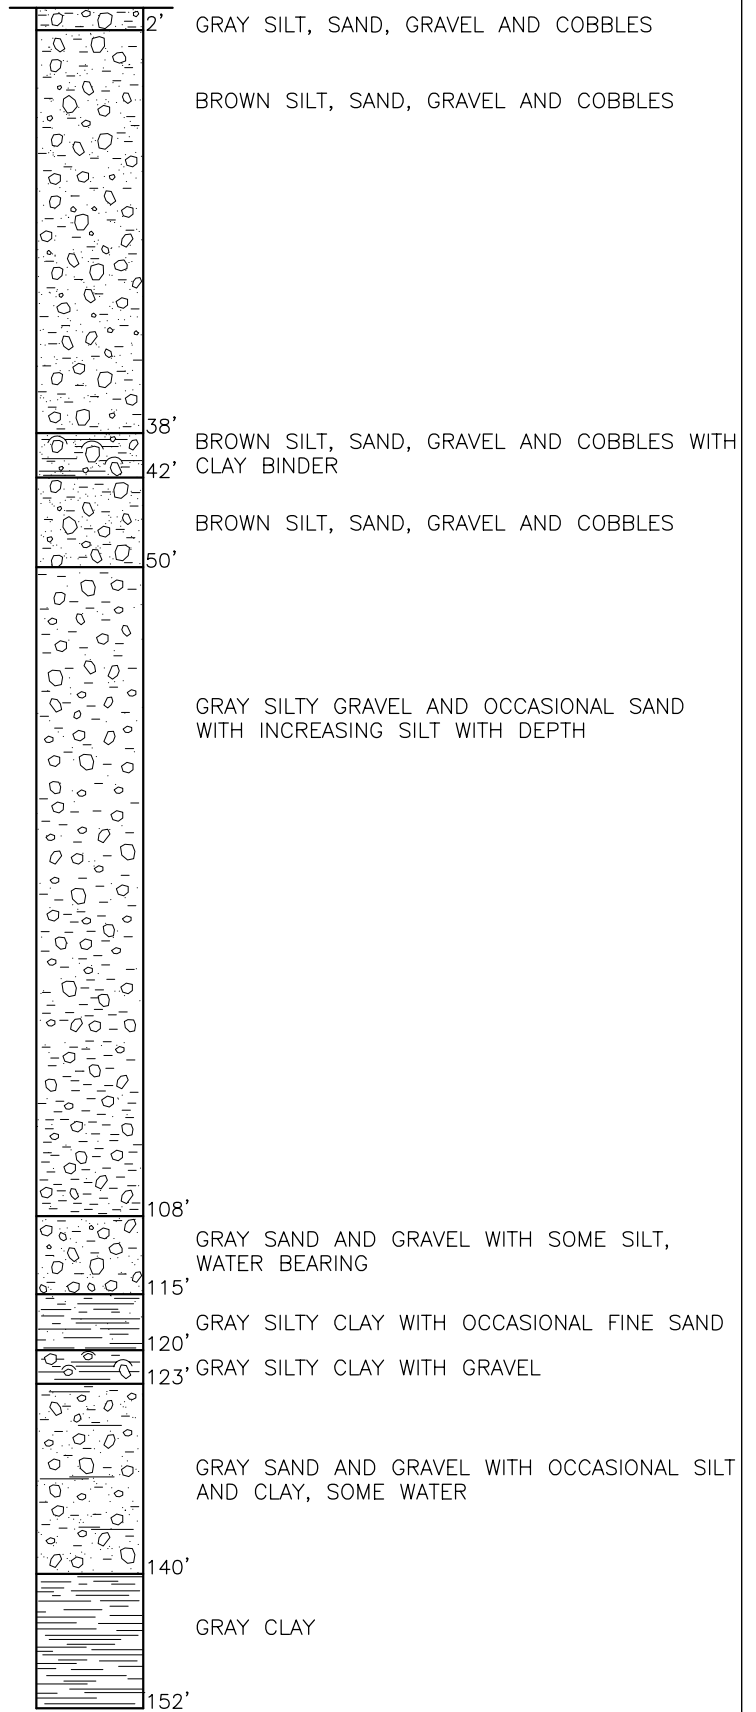 2' GRAY SILT, SAND, GRAVEL AND COBBLES
BROWN SILT, SAND, GRAVEL AND COBBLES
38'
BROWN SILT, SAND, GRAVEL AND COBBLES WITH
CLAY BINDER
42'
BROWN SILT, SAND, GRAVEL AND COBBLES
50'
GRAY SILTY GRAVEL AND OCCASIONAL SAND
WITH INCREASING SILT WITH DEPTH
108'
GRAY SAND AND GRAVEL WITH SOME SILT,
WATER BEARING
115'
GRAY SILTY CLAY WITH OCCASIONAL FINE SAND
120'
GRAY SILTY CLAY WITH GRAVEL
123'
GRAY SAND AND GRAVEL WITH OCCASIONAL SILT
AND CLAY, SOME WATER
140'
GRAY CLAY
152'